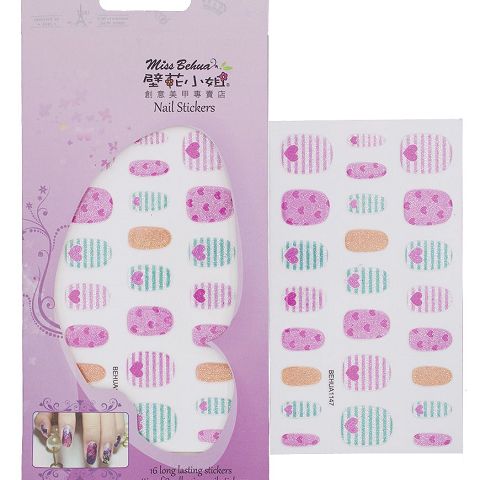 Miss Behua
壁花小姐®
創意美甲專賣店
Nail Stickers
BEHUA1147
BEHUA
16 long lasting stickers